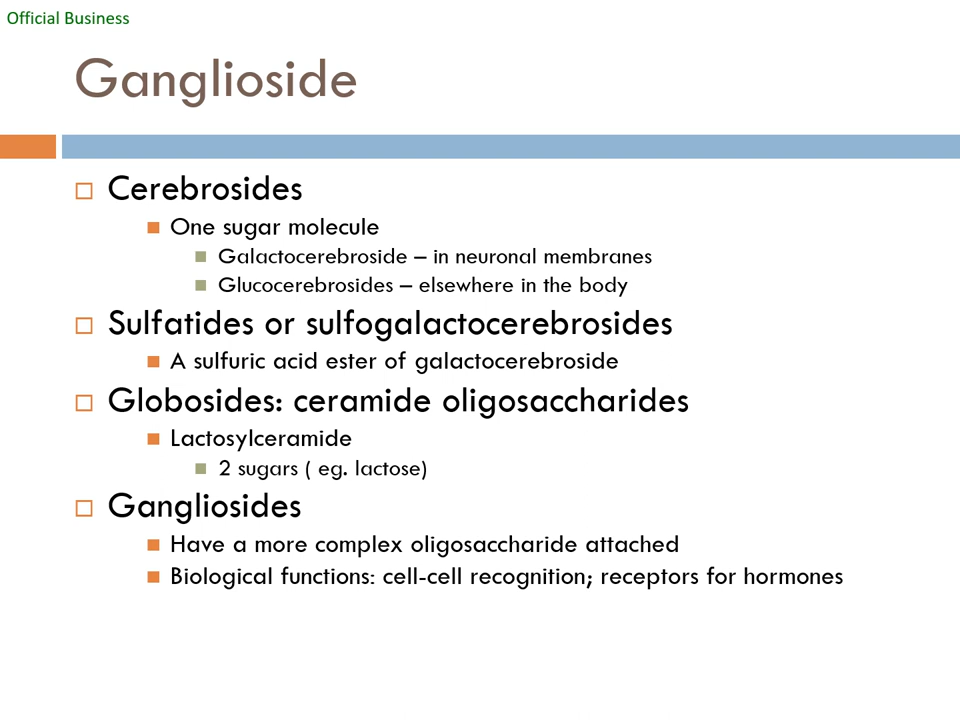 Official Business
Ganglioside
Cerebrosides
One sugar molecule
Galactocerebroside – in neuronal membranes
Glucocerebrosides – elsewhere in the body
Sulfatides or sulfogalactocerebrosides
A sulfuric acid ester of galactocerebroside
Globosides: ceramide oligosaccharides
Lactosylceramide
2 sugars ( eg. lactose)
Gangliosides
Have a more complex oligosaccharide attached
Biological functions: cell-cell recognition; receptors for hormones